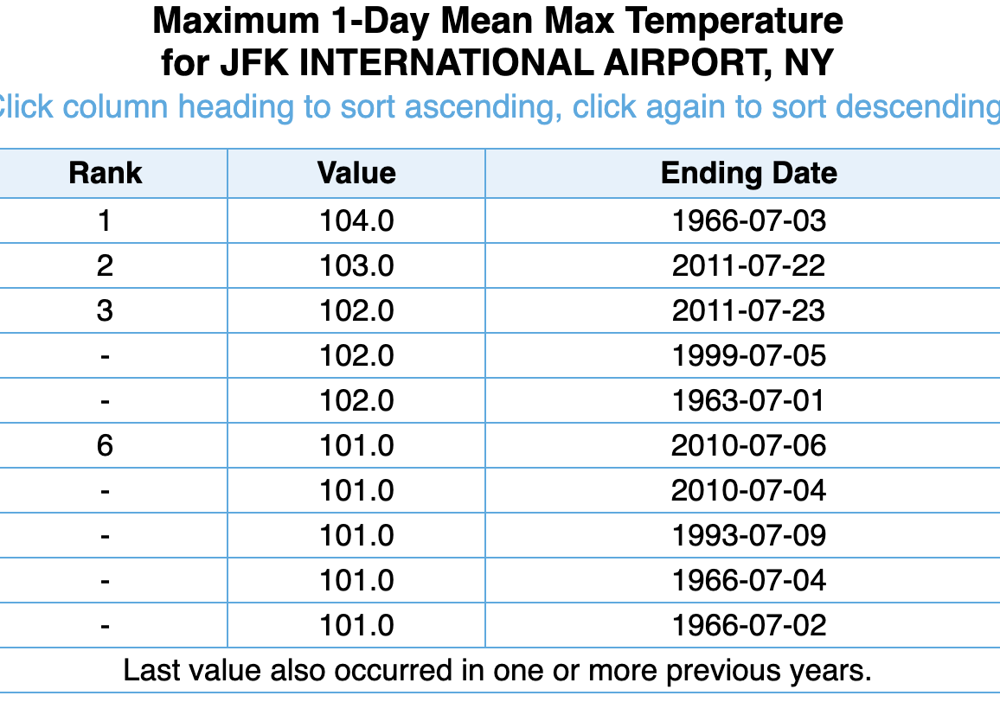 Maximum 1-Day Mean Max Temperature
for JFK INTERNATIONAL AIRPORT, NY
Click column heading to sort ascending, click again to sort descending
Rank Value Ending Date
1 104.0 1966-07-03
2 103.0 2011-07-22
3 102.0 2011-07-23
- 102.0 1999-07-05
- 102.0 1963-07-01
6 101.0 2010-07-06
- 101.0 2010-07-04
- 101.0 1993-07-09
- 101.0 1966-07-04
- 101.0 1966-07-02
Last value also occurred in one or more previous years.